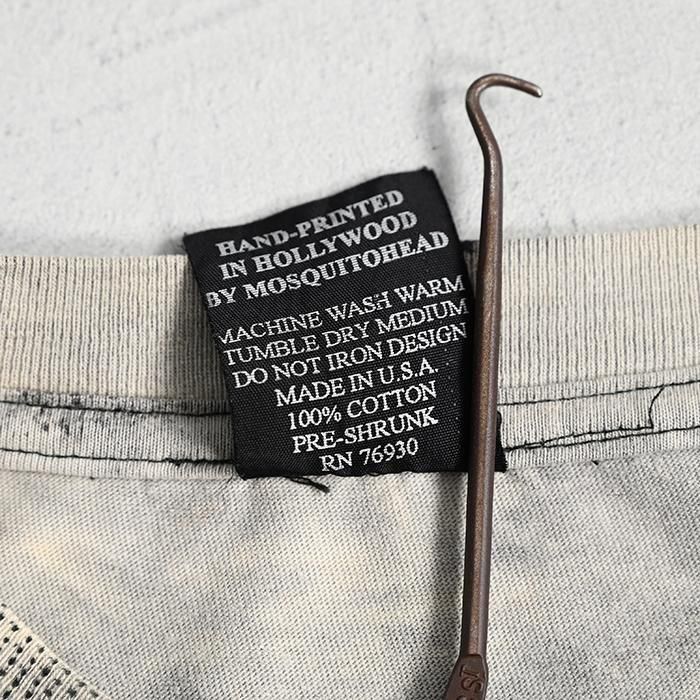 HAND-PRINTED
IN HOLLYWOOD
BY MOSQUITOHEAD
MACHINE WASH WARM
TUMBLE DRY MEDIUM
DO NOT IRON DESIGN
MADE IN U.S.A.
100% COTTON
PRE-SHRUNK
RN 76930